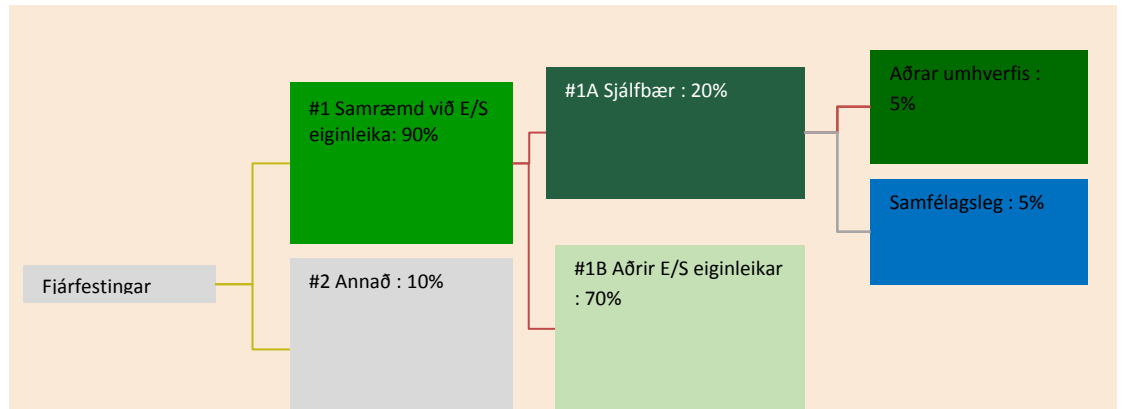 Fjárfestingar
#1 Samræmd við E/S
eiginleika: 90%
#2 Annað : 10%
#1A Sjálfbær : 20%
#1B Aðrir E/S eiginleikar
: 70%
Aðrar umhverfis :
5%
Samfélagsleg : 5%